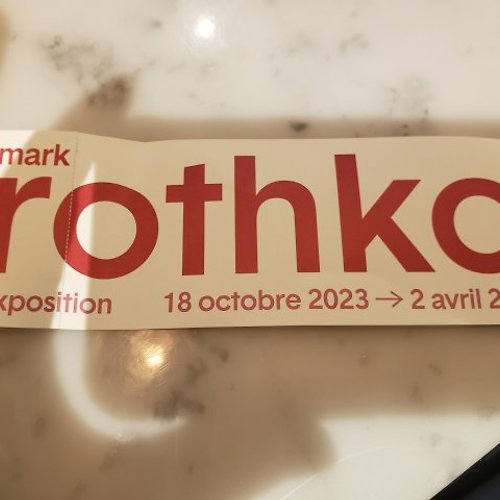 mark
rothko
xposition 18 octobre 2023 → 2 avril 2